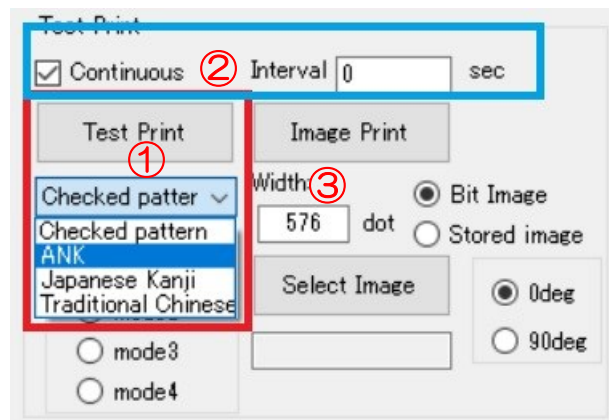 Test Print
Continuous ② Interval 0 sec
Test Print Image Print
①
Width: ③
Checked patter Bit Image
576 dot Stored image
Checked pattern
ANK
Japanese Kanji Select Image 0deg
Traditional Chinese
mode3 90deg
mode4